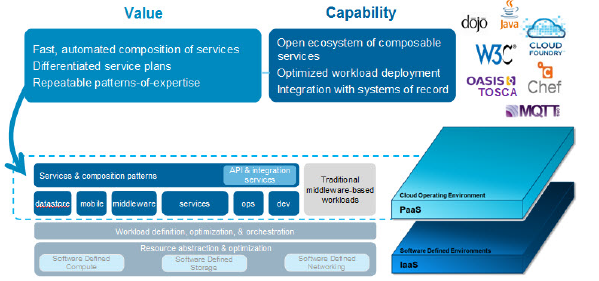 Value
Capability
Fast, automated composition of services
Differentiated service plans
Repeatable patterns-of-expertise
Open ecosystem of composable
services
Optimized workload deployment
Integration with systems of record
dojo
Java
W3C
CLOUD
FOUNDRY
OASIS
TOSCA
Chef
MQTT
Services & composition patterns
API & integration
services
datastore
mobile
middleware
services
ops
dev
Traditional
middleware-based
workloads
Workload definition, optimization, & orchestration
Resource abstraction & optimization
Software Defined
Compute
Software Defined
Storage
Software Defined
Networking
Cloud Operating Environment
PaaS
Software Defined Environments
IaaS